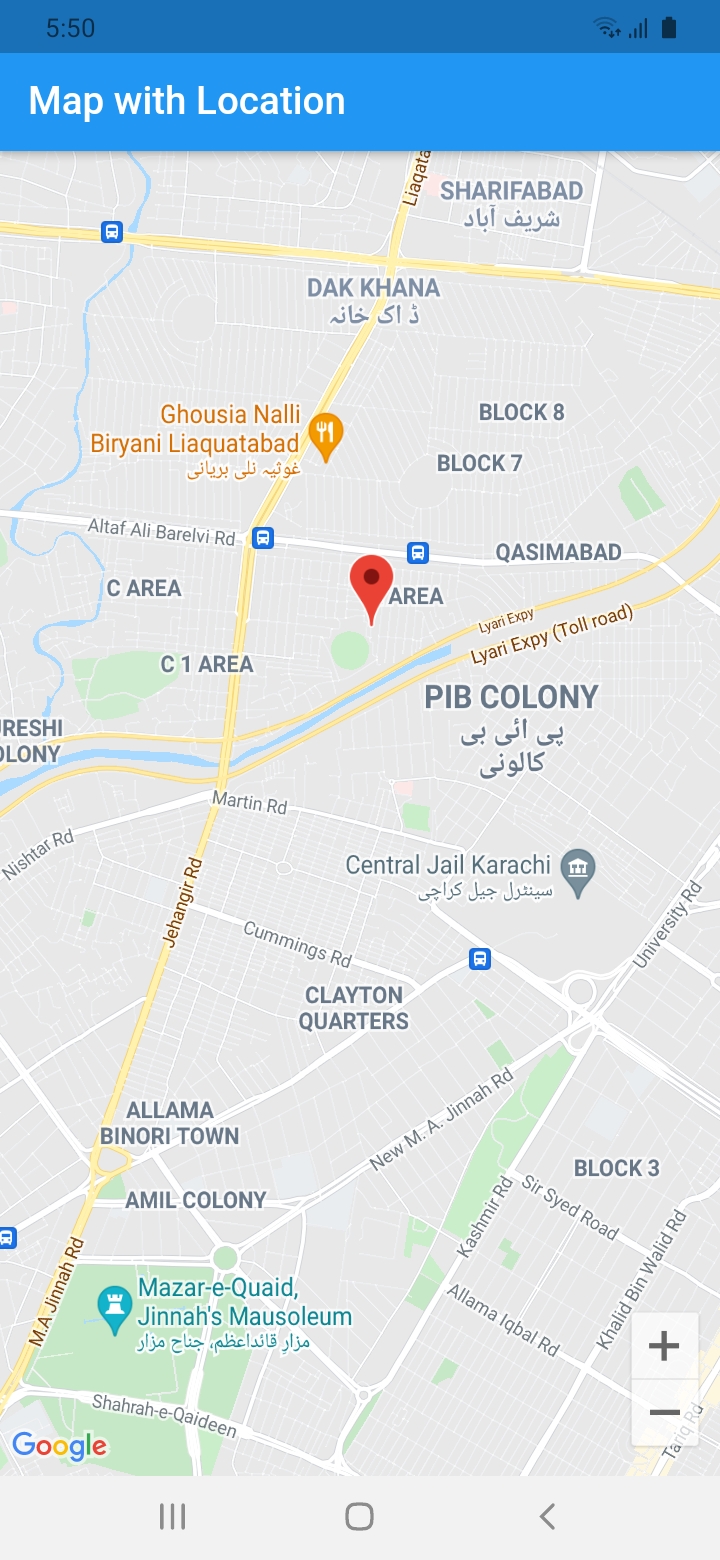 5:50
Map with Location
Liaqata
SHARIFABAD
شریف آباد
DAK KHANA
ڈ اک خانہ
Ghousia Nalli
Biryani Liaquatabad
غوثیہ نلی بریانی
BLOCK 8
BLOCK 7
Altaf Ali Barelvi Rd
QASIMABAD
C AREA
AREA
Lyari Expy
Lyari Expy (Toll road)
C 1 AREA
PIB COLONY
پی ائی بی
کالونی
URESHI
OLONY
Martin Rd
Nishtar Rd
Central Jail Karachi
سینٹرل جیل کراچی
Jehangir Rd
University Rd
Cummings Rd
CLAYTON
QUARTERS
New M. A. Jinnah Rd
ALLAMA
BINORI TOWN
BLOCK 3
AMIL COLONY
Sir Syed Road
Kashmir Rd
Khalid Bin Walid Rd
M.A Jinnah Rd
Mazar-e-Quaid,
Jinnah's Mausoleum
مزارِ قائداعظم، جناح مزار
Allama Iqbal Rd
Shahrah-e-Qaideen
Tariq Rd
Google